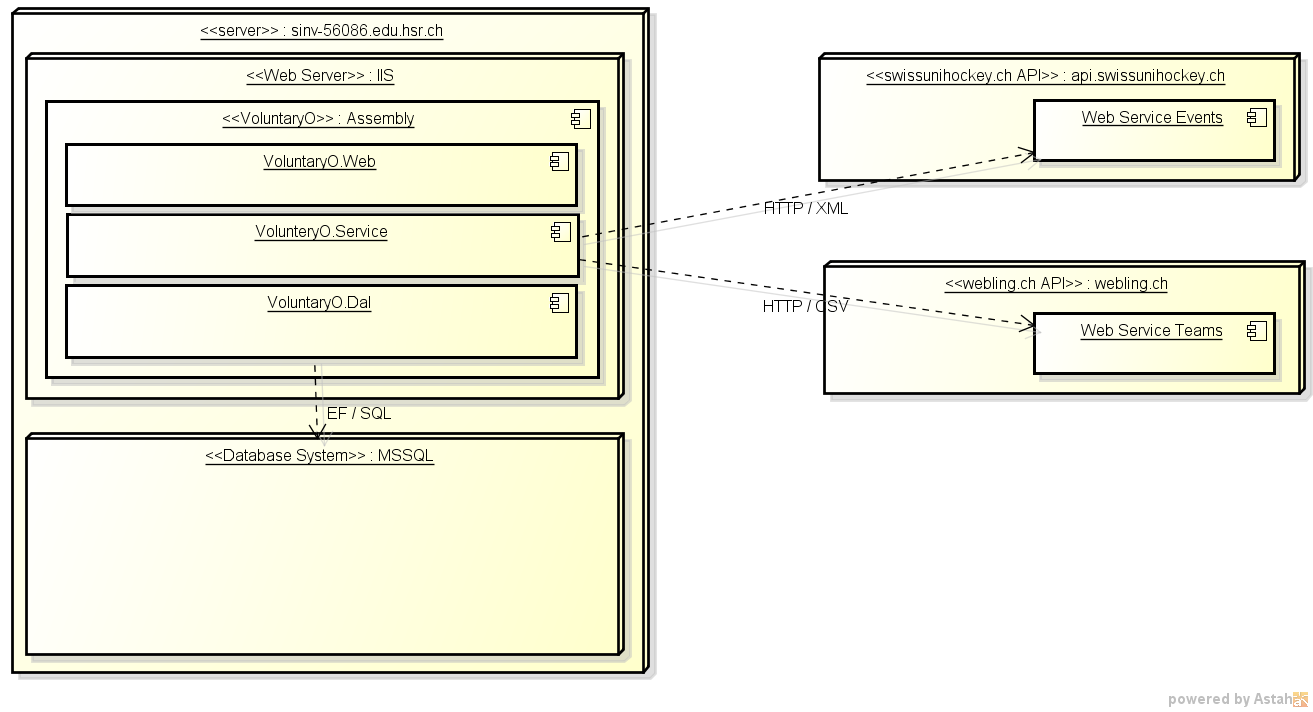 <<server>> : sinv-56086.edu.hsr.ch
<<Web Server>> : IIS
<<VoluntaryO>> : Assembly
VoluntaryO.Web
VolunteryO.Service
VoluntaryO.Dal
EF / SQL
<<Database System>> : MSSQL
<<swissunihockey.ch API>> : api.swissunihockey.ch
Web Service Events
HTTP / XML
<<webling.ch API>> : webling.ch
HTTP / CSV
Web Service Teams
powered by Astah